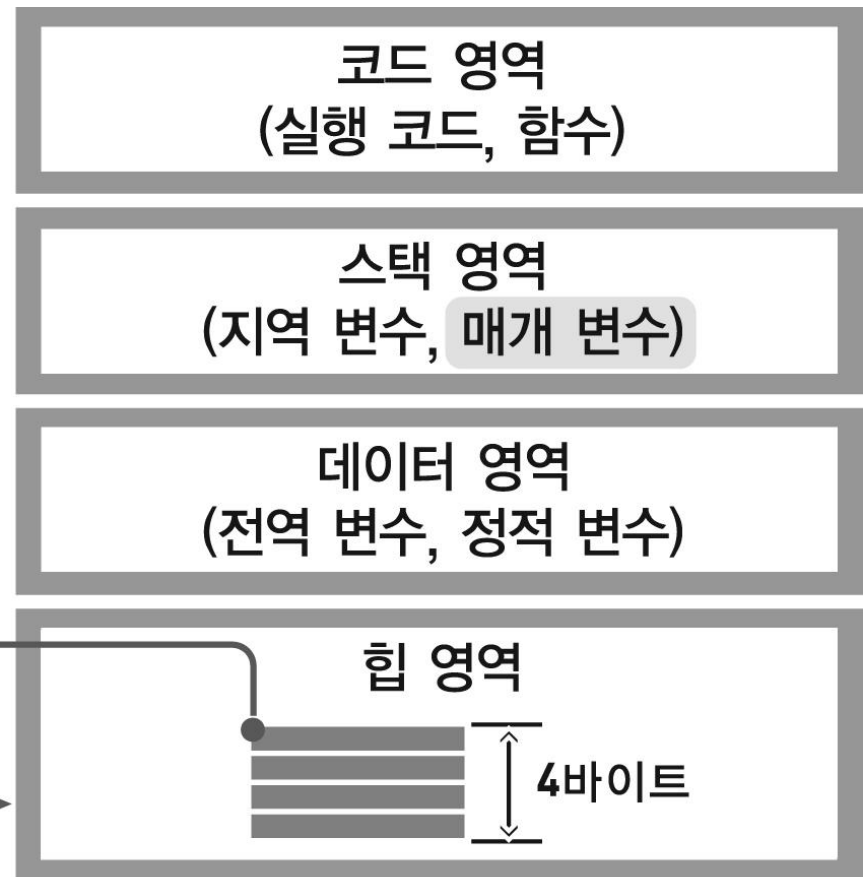 코드 영역
(실행 코드, 함수)
스택 영역
(지역 변수, 매개 변수)
데이터 영역
(전역 변수, 정적 변수)
힙 영역
4바이트